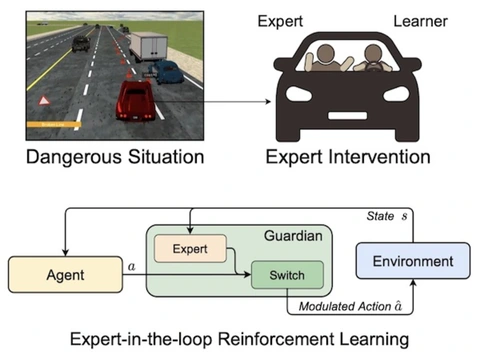 Expert Learner
Dangerous Situation Expert Intervention
State s
Guardian
Expert
Agent a Switch Environment
Modulated Action â
Expert-in-the-loop Reinforcement Learning